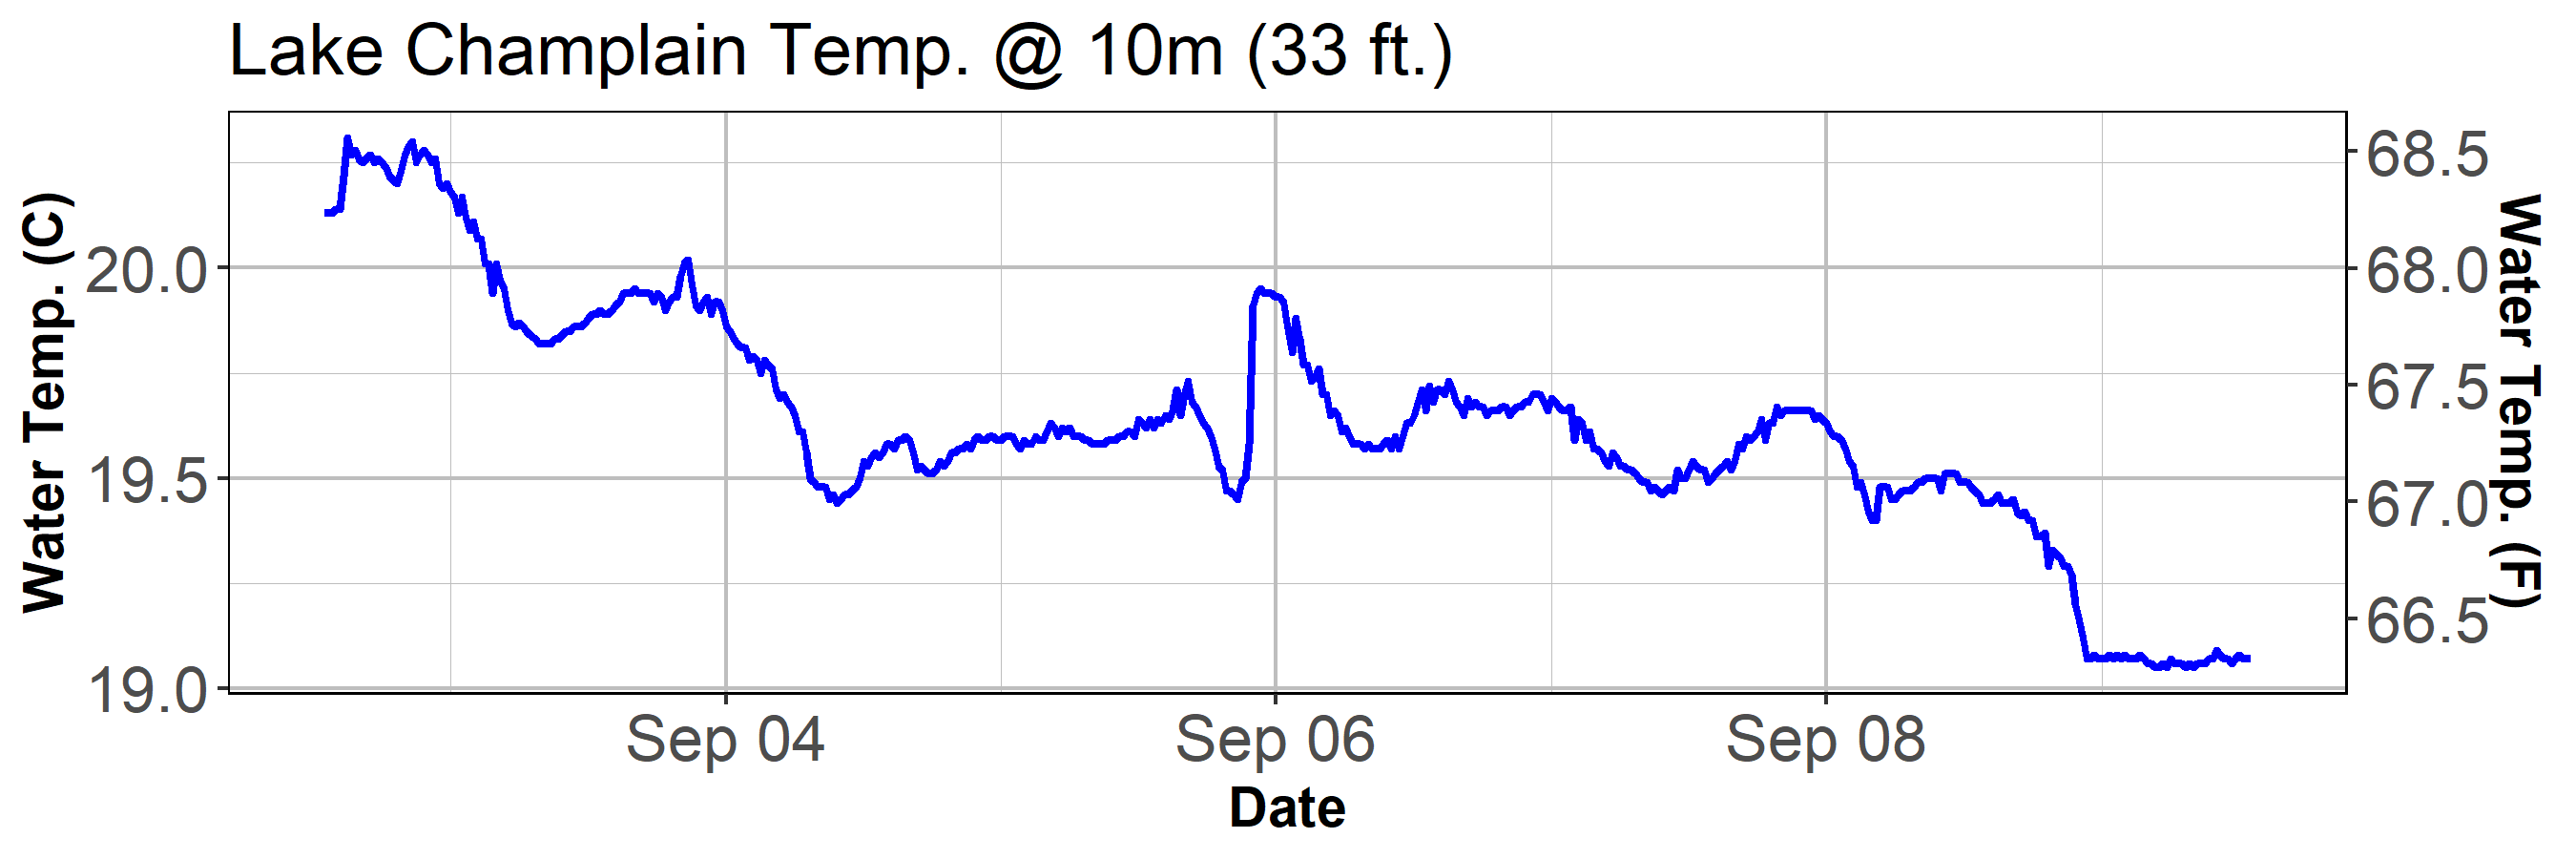 Lake Champlain Temp. @ 10m (33 ft.)
Water Temp. (C)
20.0
19.5
19.0
68.5
68.0
67.5
67.0
66.5
Water Temp. (F)
Sep 04 Sep 06 Sep 08
Date